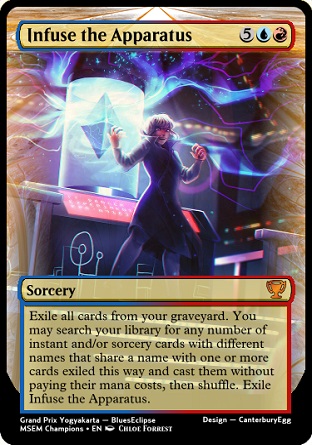 Infuse the Apparatus 5
Sorcery
Exile all cards from your graveyard. You
may search your library for any number of
instant and/or sorcery cards with different
names that share a name with one or more
cards exiled this way and cast them without
paying their mana costs, then shuffle. Exile
Infuse the Apparatus.
Grand Prix Yogyakarta — BluesEclipse Design — CanterburyEgg
MSEM Champions • EN Chloe Forrest